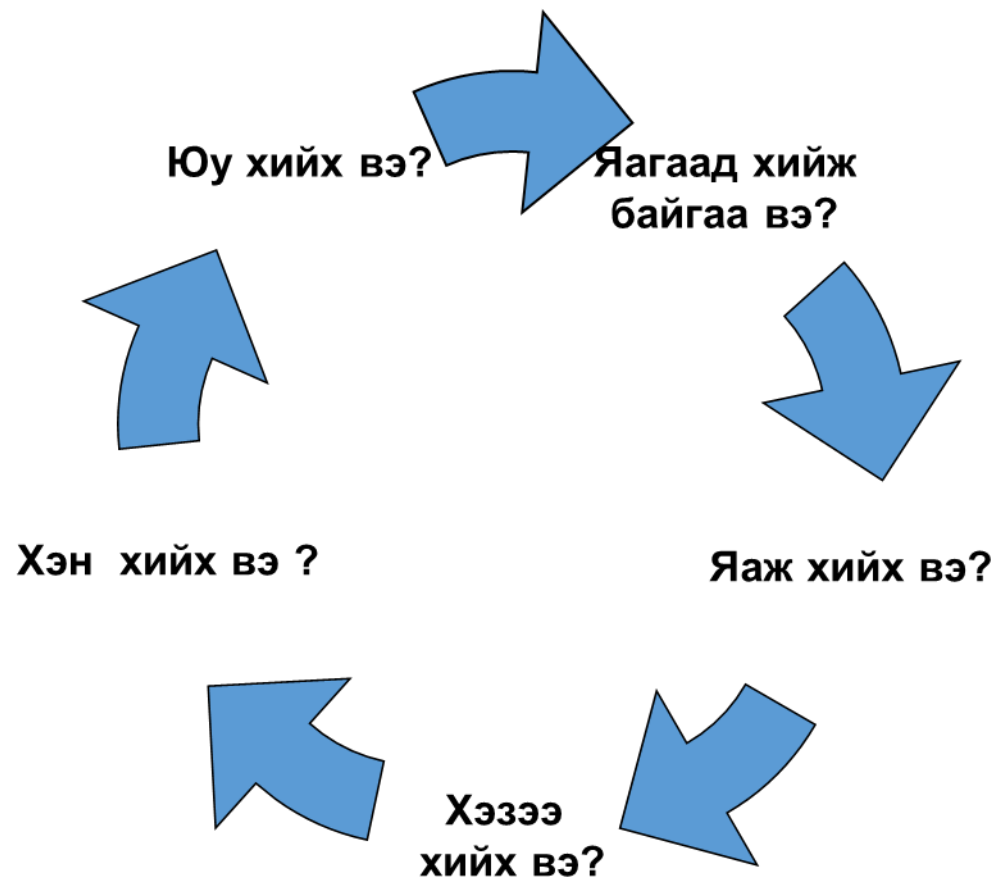 Юу хийх вэ?
Яагаад хийж
байгаа вэ?
Яаж хийх вэ?
Хэзээ
хийх вэ?
Хэн хийх вэ ?